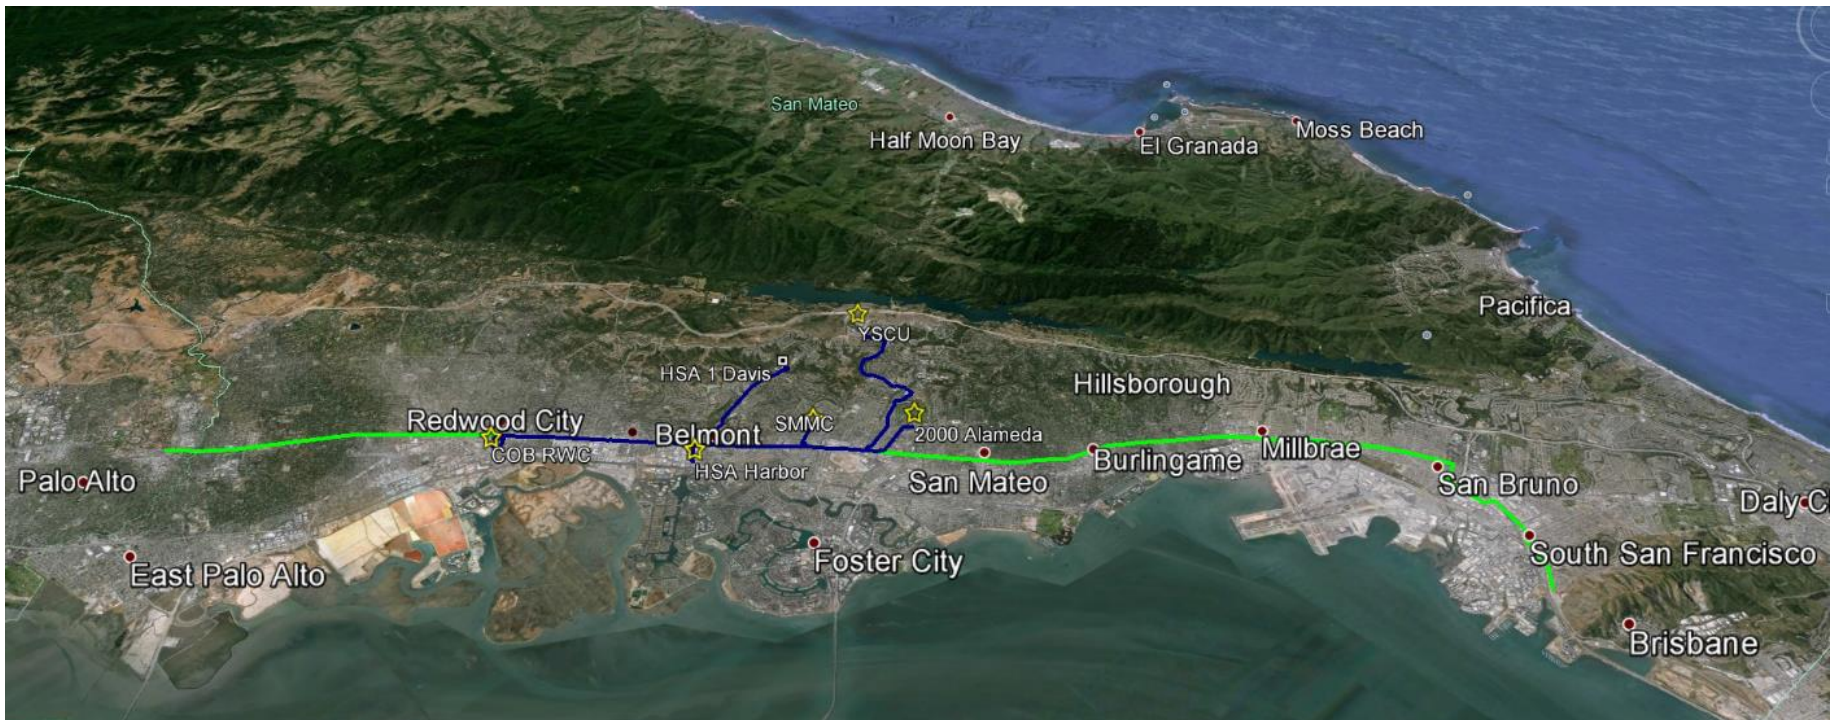 San Mateo
Half Moon Bay
El Granada
Moss Beach
Pacifica
YSCU
HSA 1 Davis
Hillsborough
Redwood City
SMMC
Belmont
2000 Alameda
COB RWC
HSA Harbor
San Mateo
Burlingame
Millbrae
San Bruno
Palo Alto
Daly Ci
East Palo Alto
Foster City
South San Francisco
Brisbane